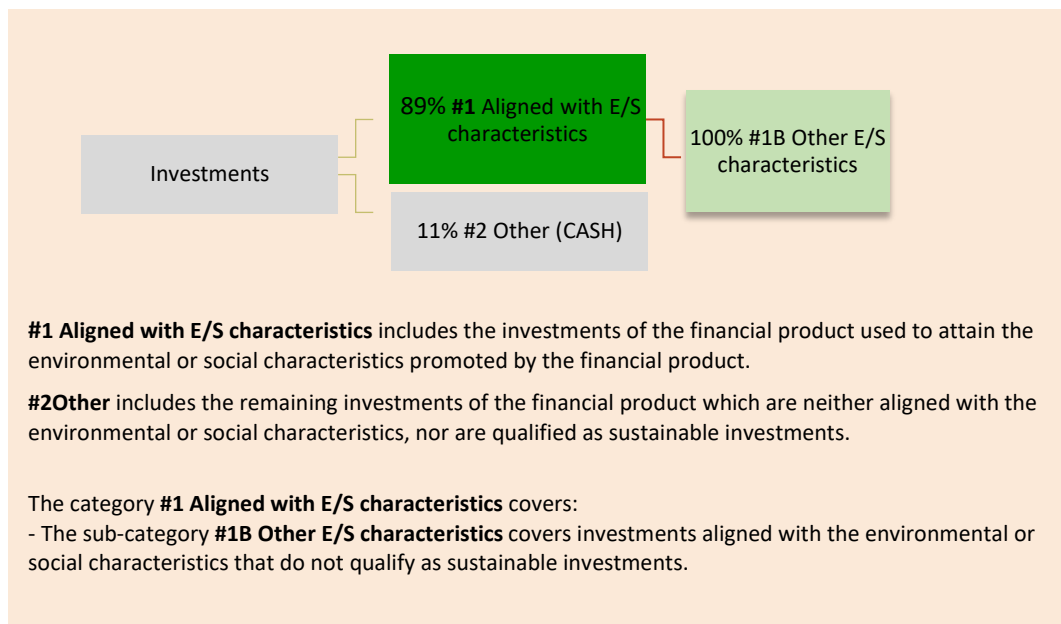 89% #1 Aligned with E/S
characteristics
100% #1B Other E/S
characteristics
Investments
11% #2 Other (CASH)
#1 Aligned with E/S characteristics includes the investments of the financial product used to attain the
environmental or social characteristics promoted by the financial product.
#2Other includes the remaining investments of the financial product which are neither aligned with the
environmental or social characteristics, nor are qualified as sustainable investments.
The category #1 Aligned with E/S characteristics covers:
- The sub-category #1B Other E/S characteristics covers investments aligned with the environmental or
social characteristics that do not qualify as sustainable investments.